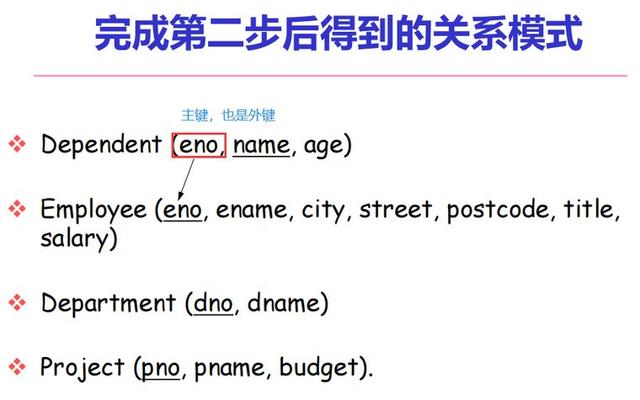 完成第二步后得到的关系模式
主键，也是外键
Dependent (eno, name, age)
Employee (eno, ename, city, street, postcode, title,
salary)
Department (dno, dname)
Project (pno, pname, budget).